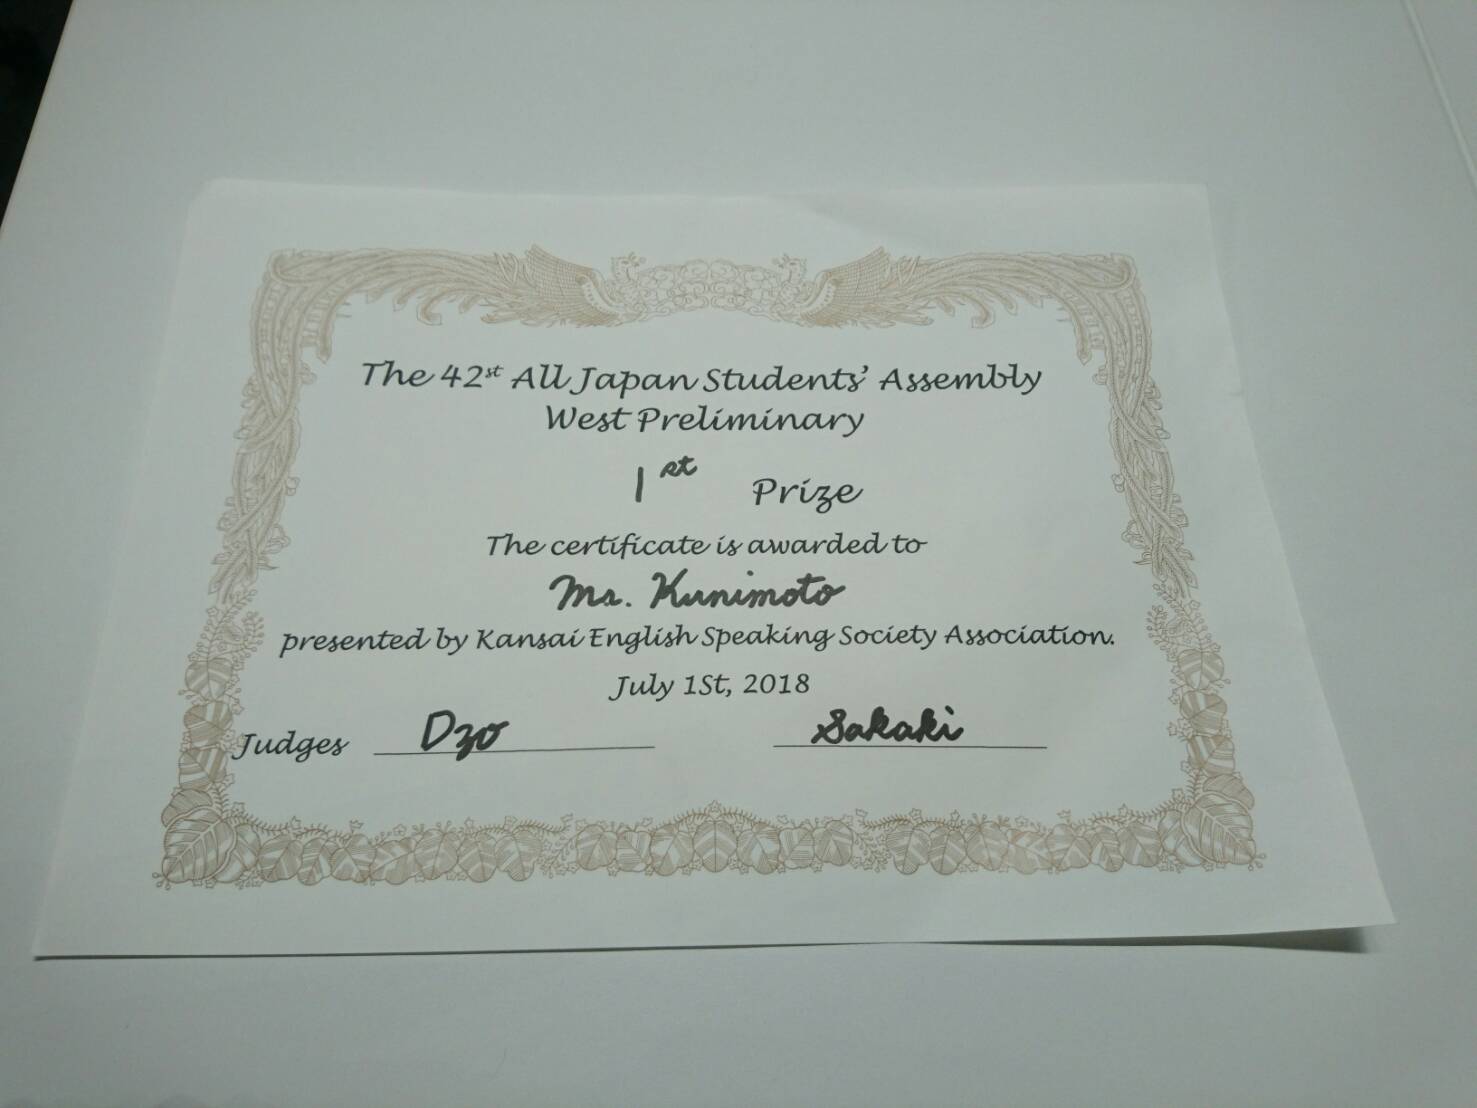 The 42st All Japan Students' Assembly
West Preliminary
1st Prize
The certificate is awarded to
Mr. Kunimoto
presented by Kansai English Speaking Society Association.
July 1St, 2018
Judges Dzo Sakaki